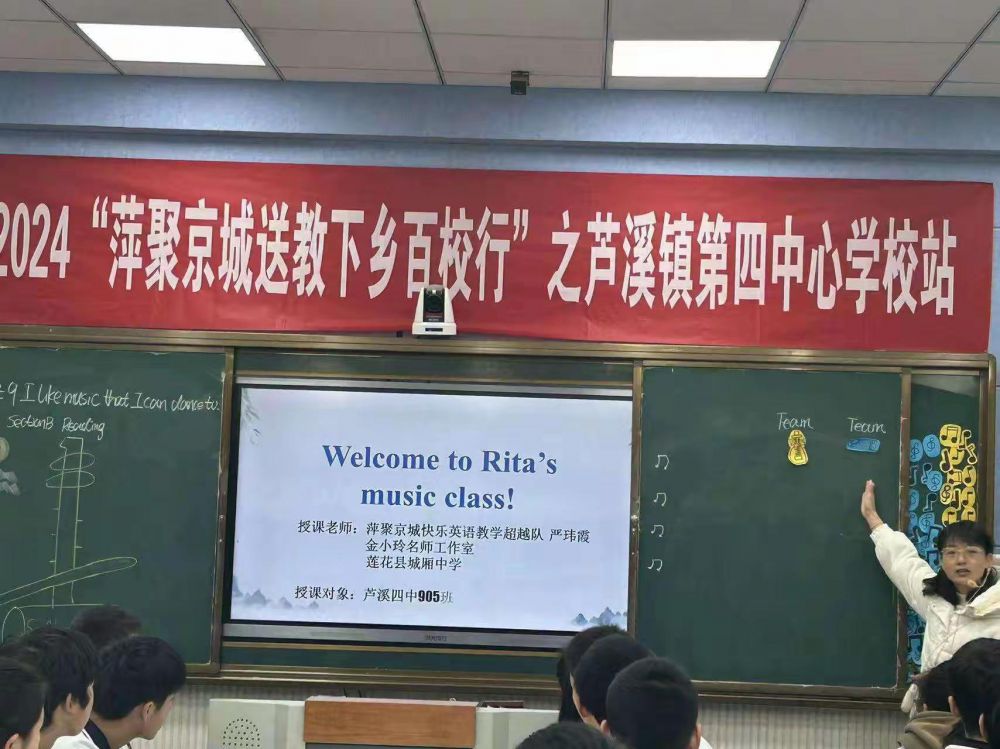 2024 “萍聚京城送教下乡百校行” 之芦溪镇第四中心学校站
9 I like music that I can dance to.
SectionB Reading
Welcome to Rita’s
music class!
授课老师：萍聚京城快乐英语教学超越队 严玮霞
金小玲名师工作室
莲花县城厢中学
授课对象：芦溪四中905班
Team
Team